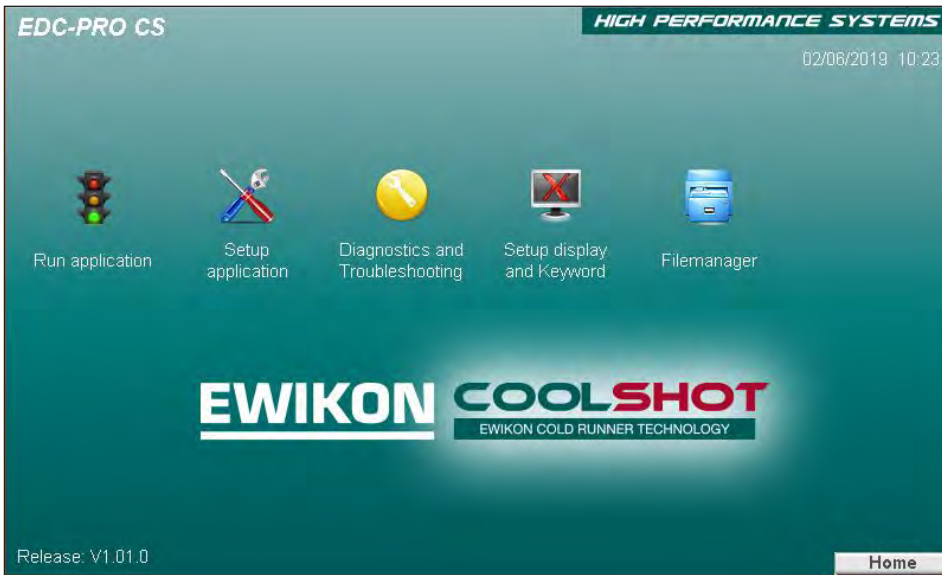 EDC-PRO CS
HIGH PERFORMANCE SYSTEMS
02/06/2019 10:23
Run application
Setup
application
Diagnostics and
Troubleshooting
Setup display
and Keyword
Filemanager
EWIKON
COOLSHOT
EWIKON COLD RUNNER TECHNOLOGY
Release: V1.01.0
Home